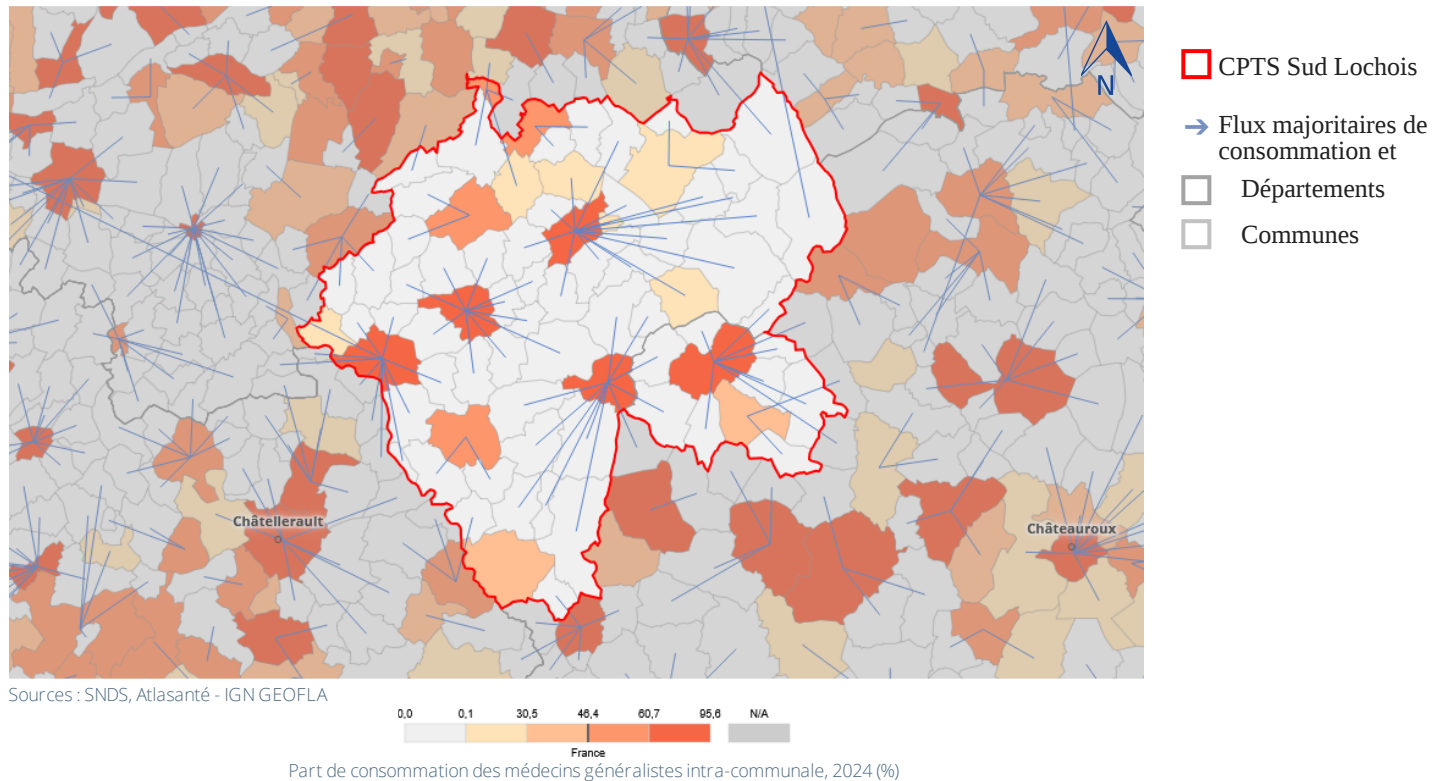 N
CPTS Sud Lochois
Flux majoritaires de
consommation et
Départements
Communes
Châtellerault
Châteauroux
Sources : SNDS, Atlasanté - IGN GEOFLA
0,0 0,1 30,5 46,4 60,7 95,6 N/A
France
Part de consommation des médecins généralistes intra-communale, 2024 (%)